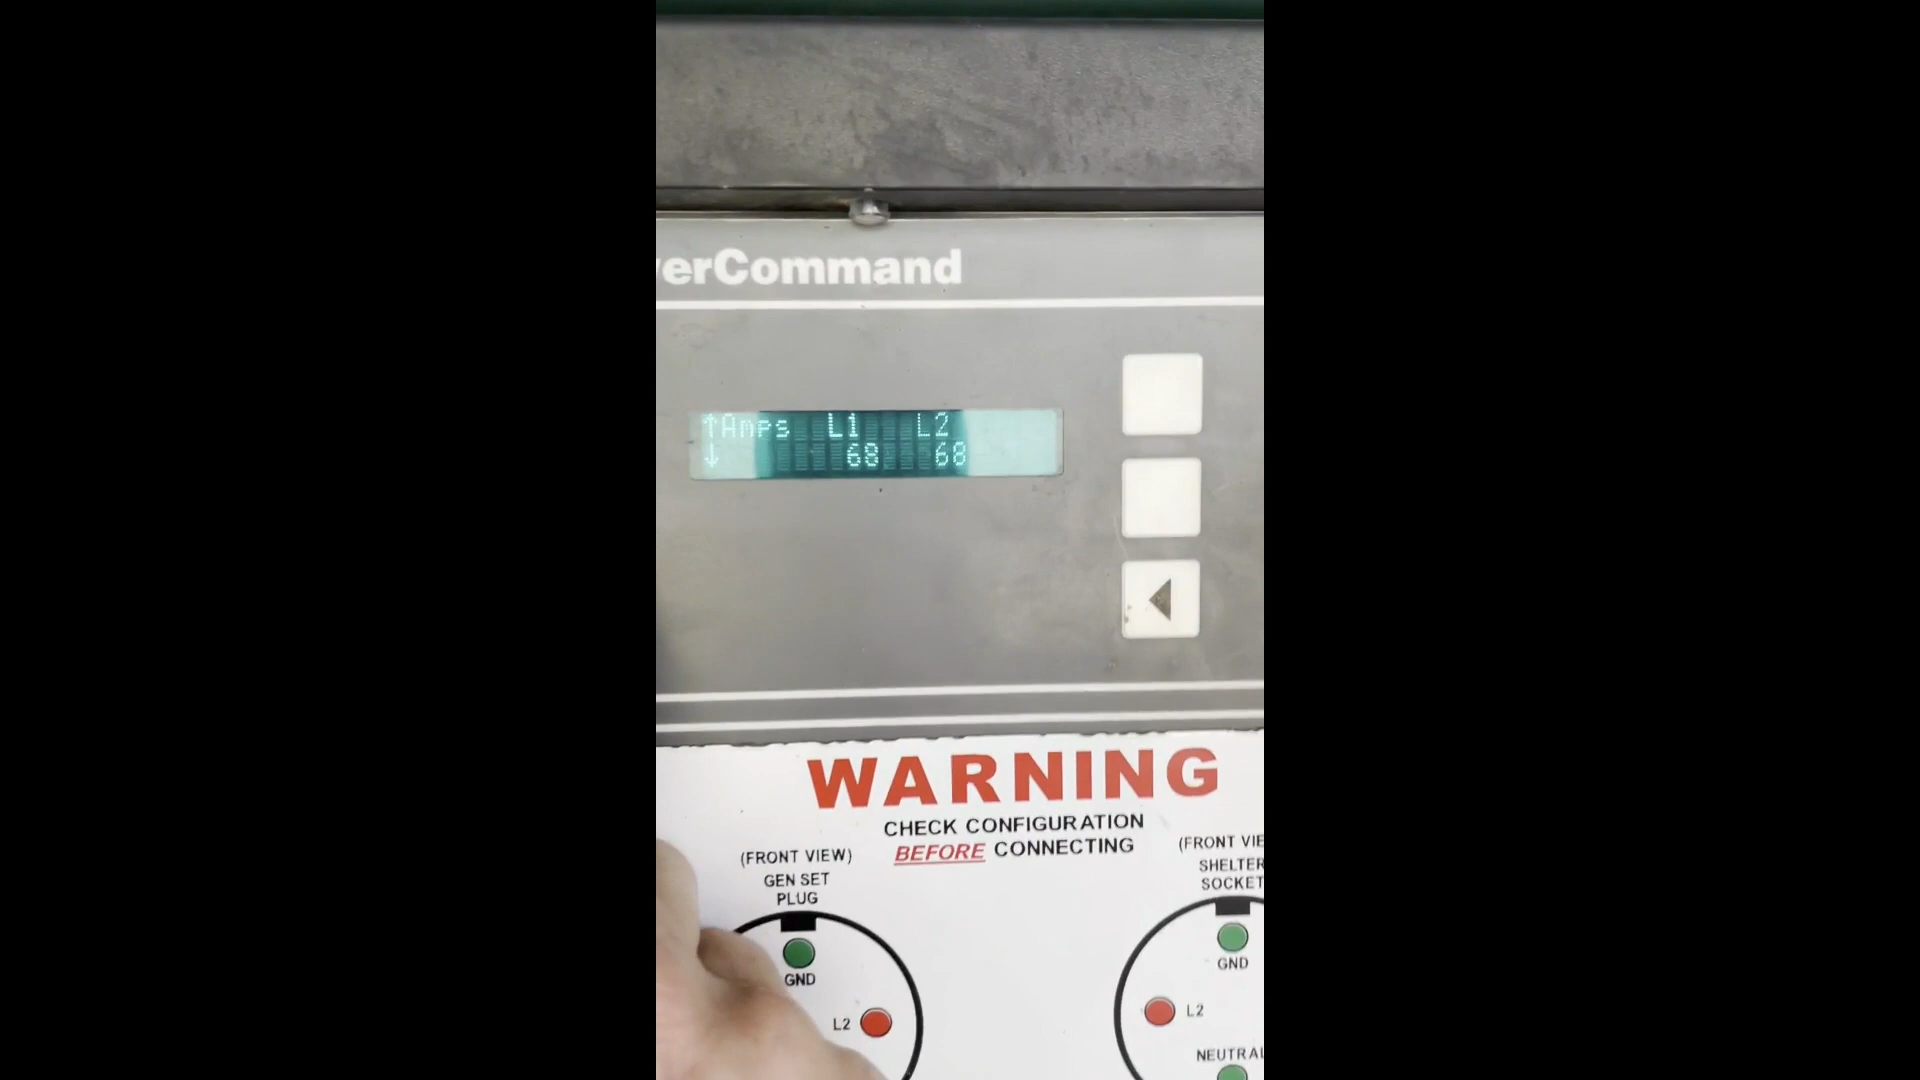 erCommand
↑Amps L1 L2
↓ 68 68
WARNING
CHECK CONFIGURATION
BEFORE CONNECTING
(FRONT VIEW)
GEN SET
PLUG
GND
L2
(FRONT VIE
SHELTER
SOCKET
GND
L2
NEUTRAL